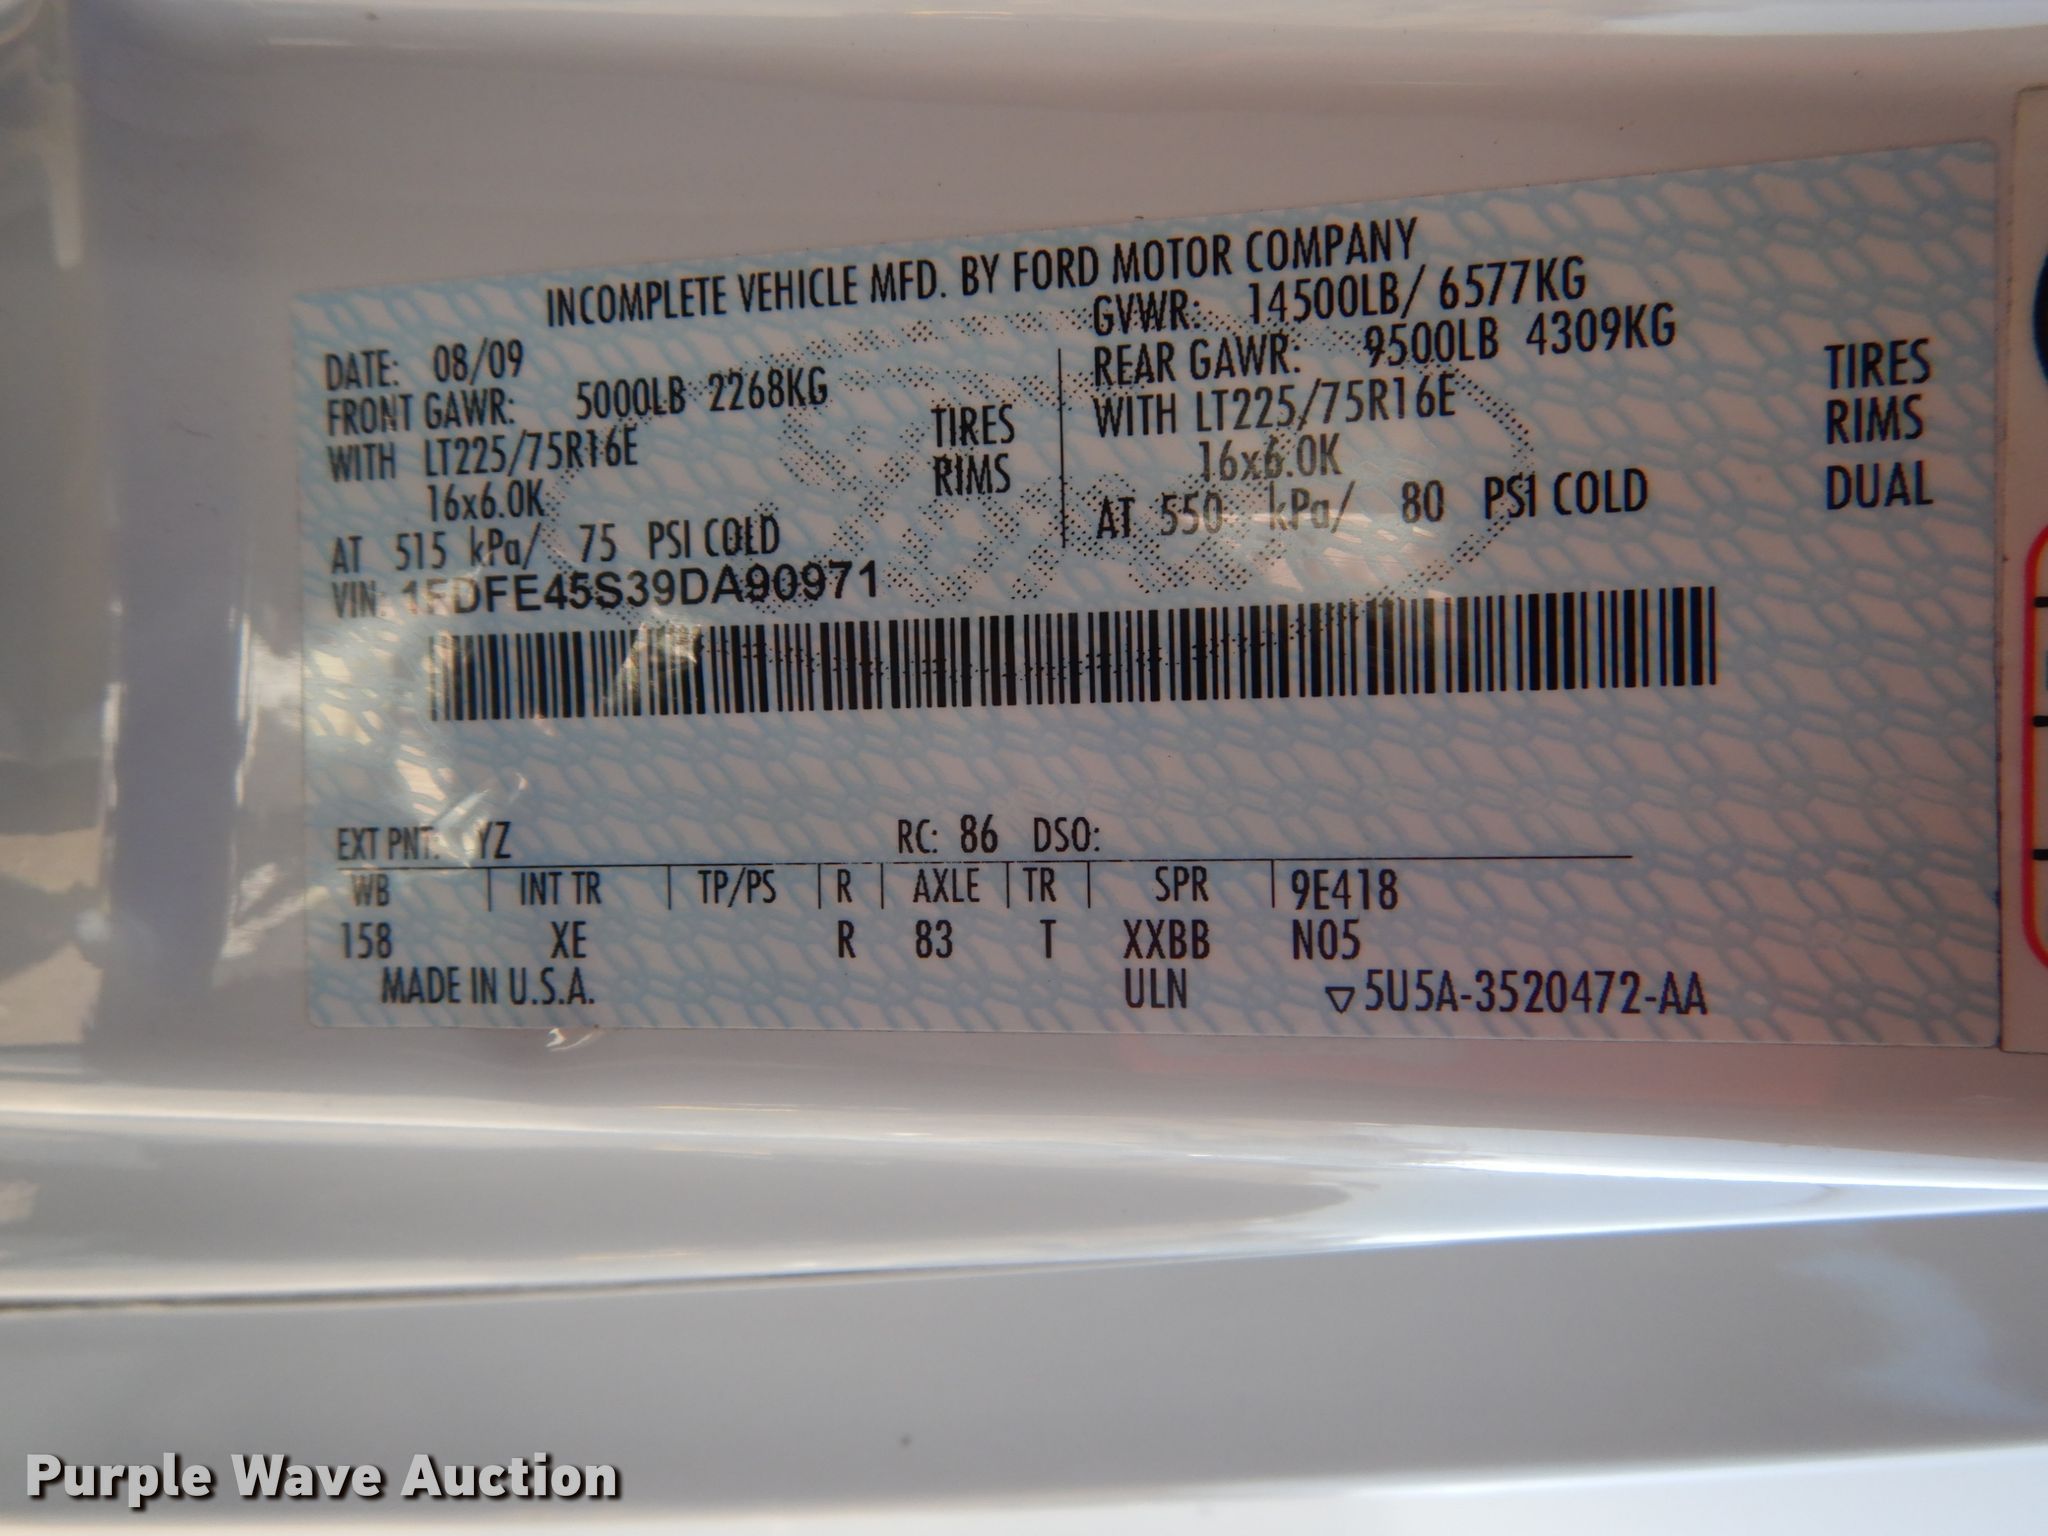 INCOMPLETE VEHICLE MFD. BY FORD MOTOR COMPANY
DATE: 08/09
GVWR: 14500LB/ 6577KG
FRONT GAWR: 5000LB 2268KG
REAR GAWR: 9500LB 4309KG
WITH LT225/75R16E TIRES
WITH LT225/75R16E TIRES
16x6.0K RIMS
16x6.0K RIMS
AT 515 kPa/ 75 PSI COLD
AT 550 kPa/ 80 PSI COLD DUAL
VIN: 1FDFE45S39DA90971
EXT PNT: YZ RC: 86 DSO:
WB INT TR TP/PS R AXLE TR SPR 9E418
158 XE R 83 T XXBB N05
MADE IN U.S.A. ULN ▽5U5A-3520472-AA
Purple Wave Auction